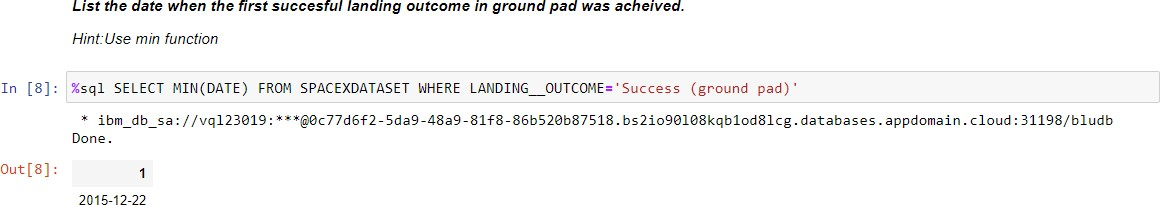 List the date when the first succesful landing outcome in ground pad was acheived.
Hint:Use min function
In [8]: %sql SELECT MIN(DATE) FROM SPACEXDATASET WHERE LANDING__OUTCOME='Success (ground pad)'
* ibm_db_sa://vql23019:***@0c77d6f2-5da9-48a9-81f8-86b520b87518.bs2io90l08kqb1od8lcg.databases.appdomain.cloud:31198/bludb
Done.
Out[8]: 1
2015-12-22